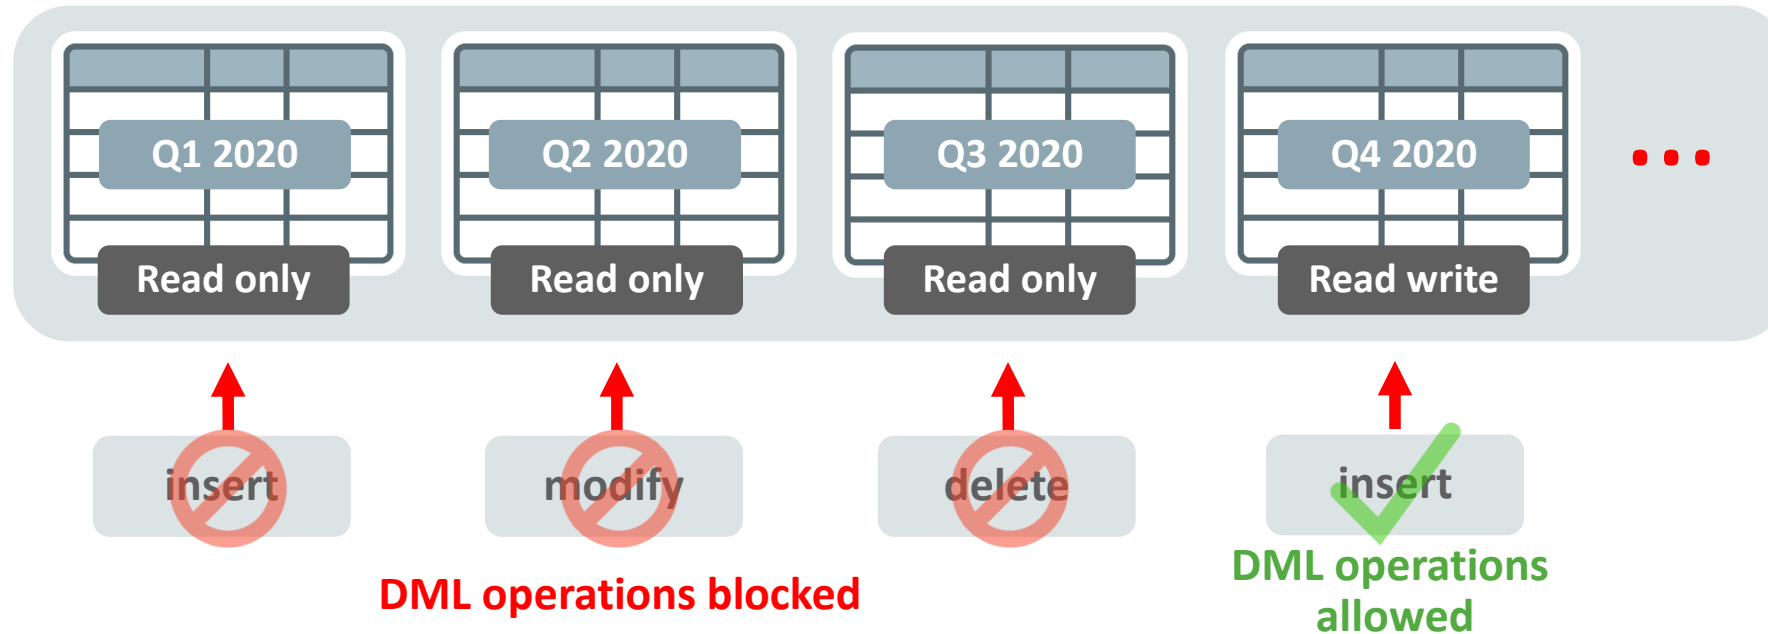 Q1 2020
Q2 2020
Q3 2020
Q4 2020
...
Read only
Read only
Read only
Read write
insert
modify
delete
insert
DML operations blocked
DML operations
allowed